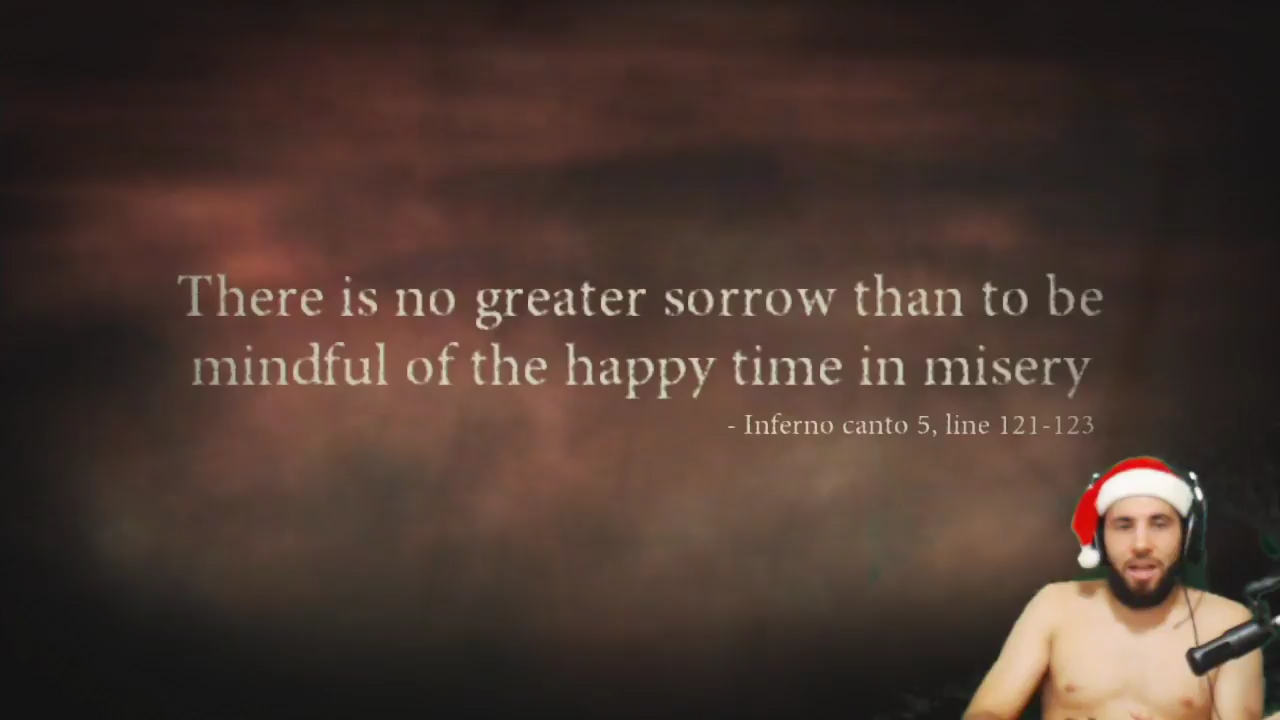 There is no greater sorrow than to be
mindful of the happy time in misery
- Inferno canto 5, line 121-123